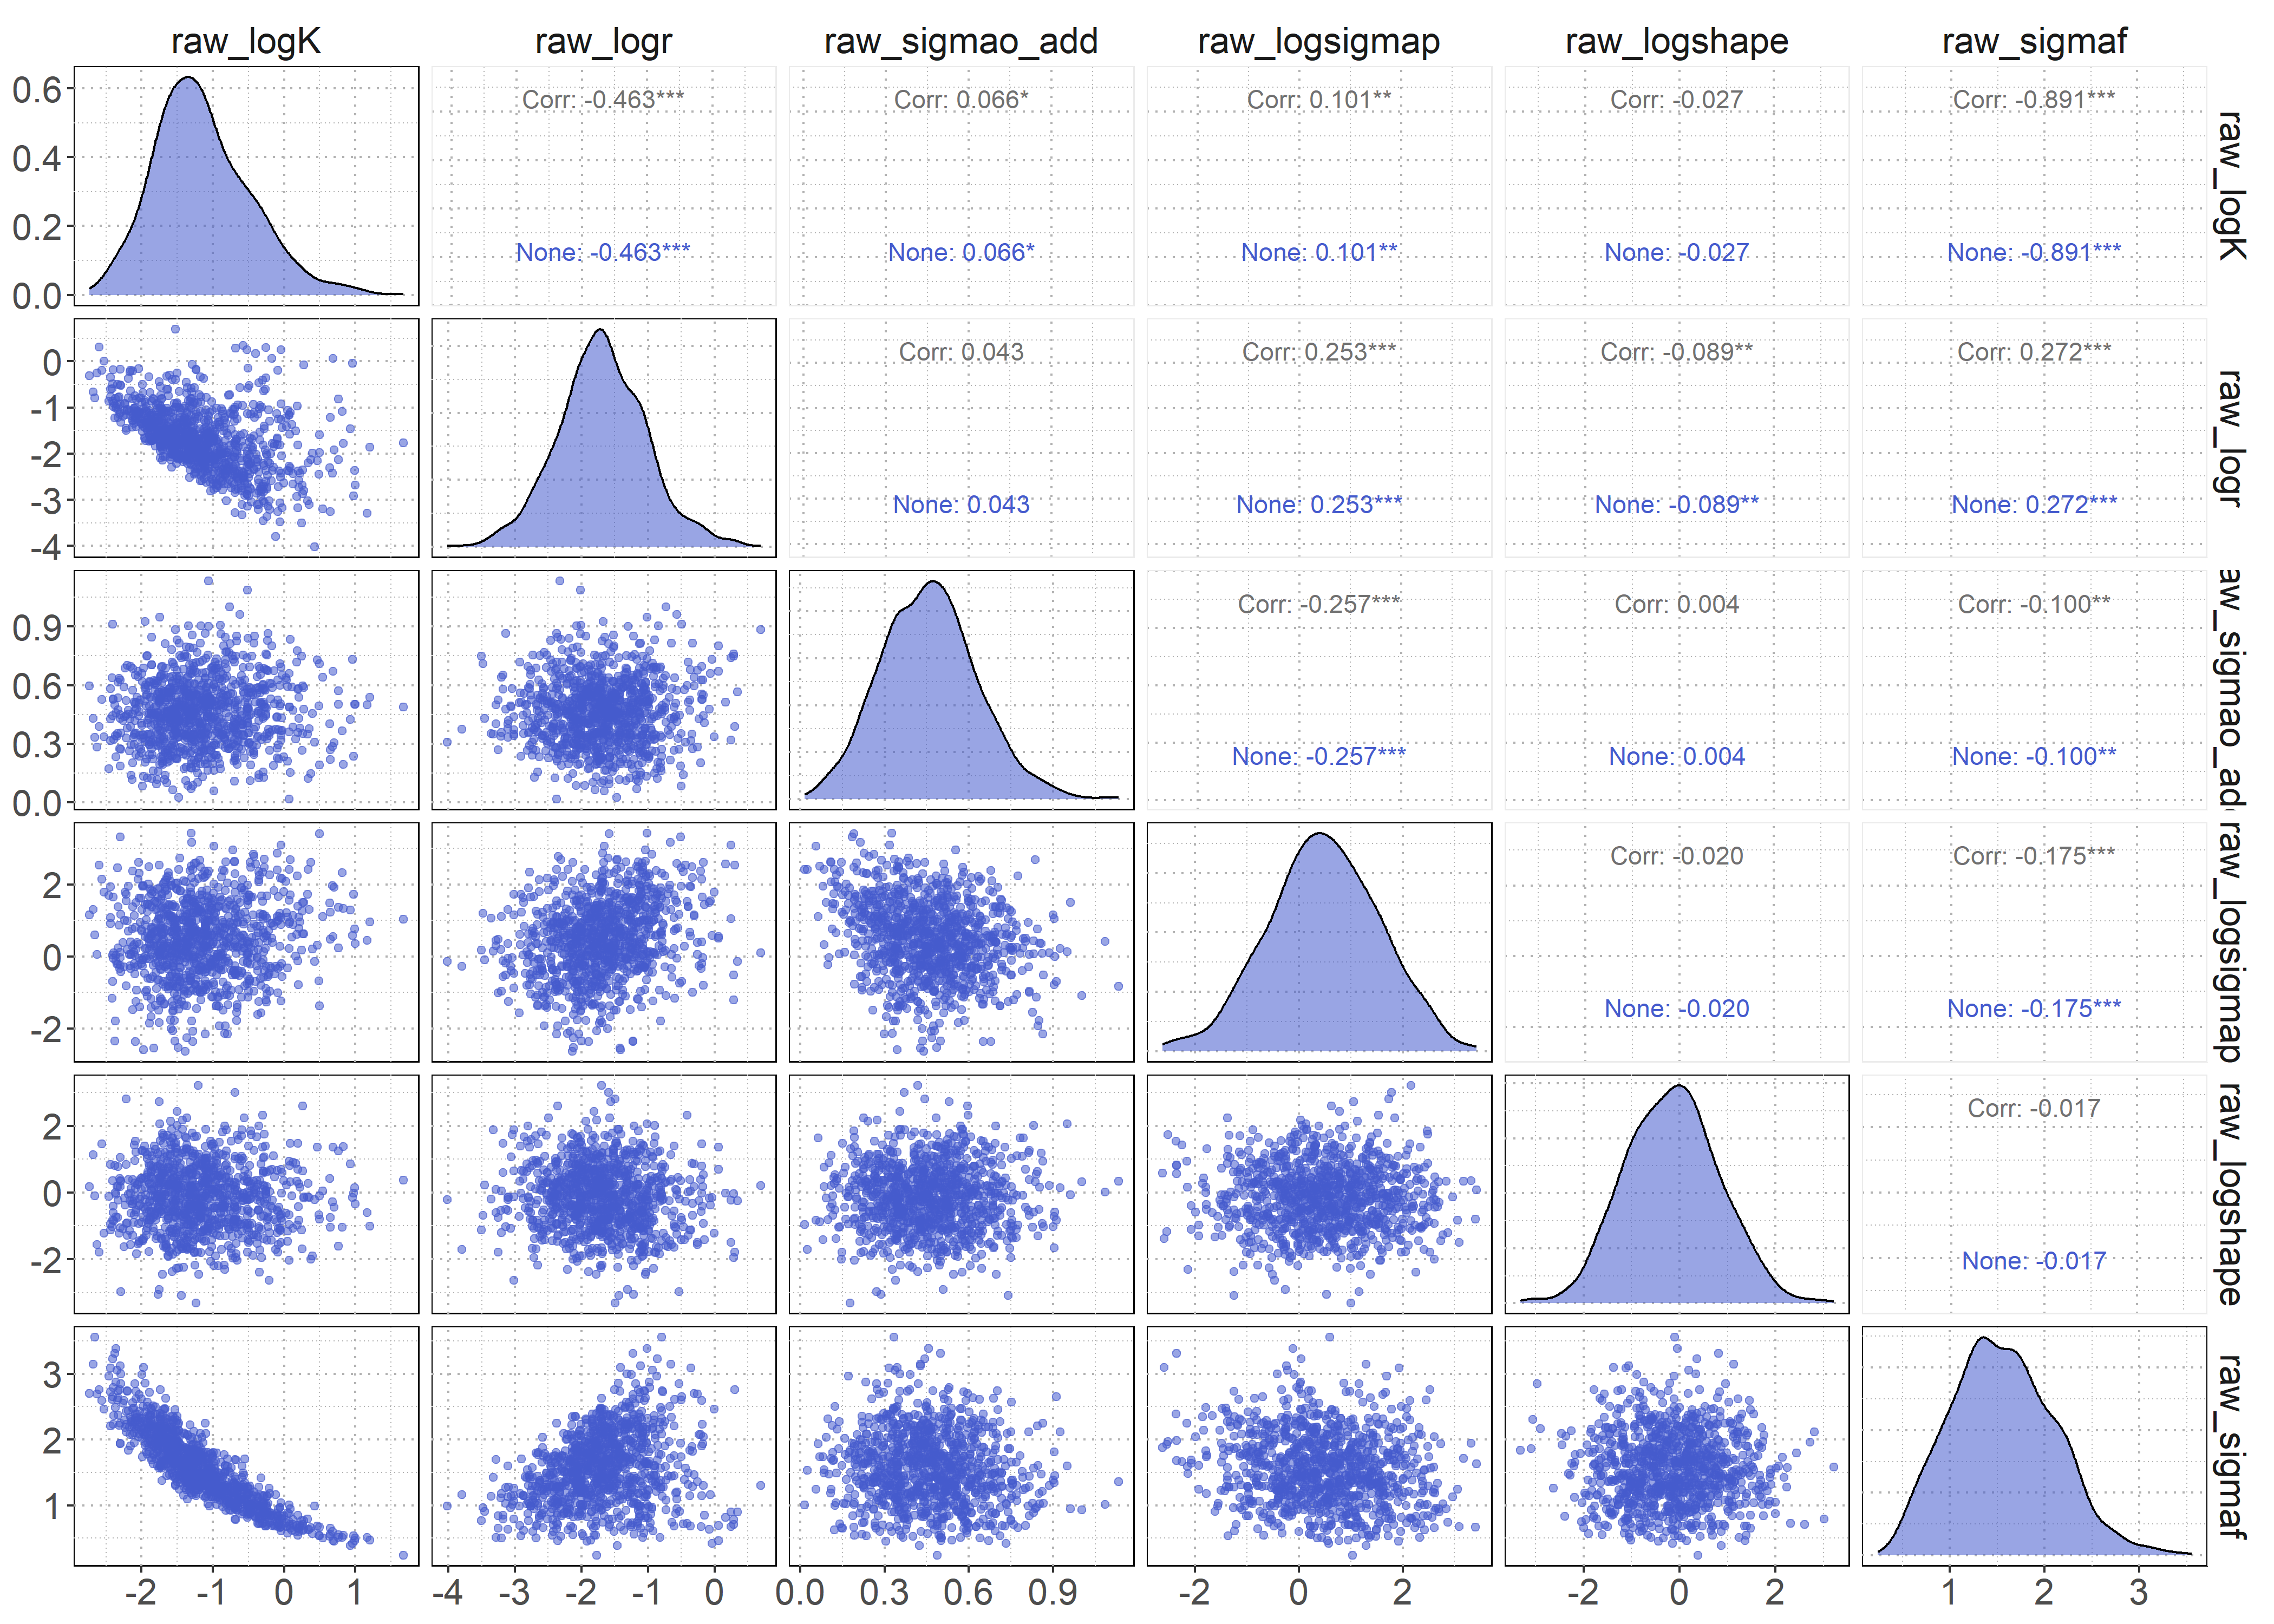 raw_logK raw_logr raw_sigmao_add raw_logsigmap raw_logshape raw_sigmaf
0.6
0.4
0.2
0.0
Corr: -0.463*** Corr: 0.066* Corr: 0.101** Corr: -0.027 Corr: -0.891***
None: -0.463*** None: 0.066* None: 0.101** None: -0.027 None: -0.891***
raw_logK
0
-1
-2
-3
-4
Corr: 0.043 Corr: 0.253*** Corr: -0.089** Corr: 0.272***
None: 0.043 None: 0.253*** None: -0.089** None: 0.272***
raw_logr
0.9
0.6
0.3
0.0
Corr: -0.257*** Corr: 0.004 Corr: -0.100**
None: -0.257*** None: 0.004 None: -0.100**
aw_sigmao_ad
2
0
-2
Corr: -0.020 Corr: -0.175***
None: -0.020 None: -0.175***
raw_logsigmap
2
0
-2
Corr: -0.017
None: -0.017
raw_logshape
3
2
1
raw_sigmaf
-2 -1 0 1 -4 -3 -2 -1 0 0.0 0.3 0.6 0.9 -2 0 2 -2 0 2 1 2 3